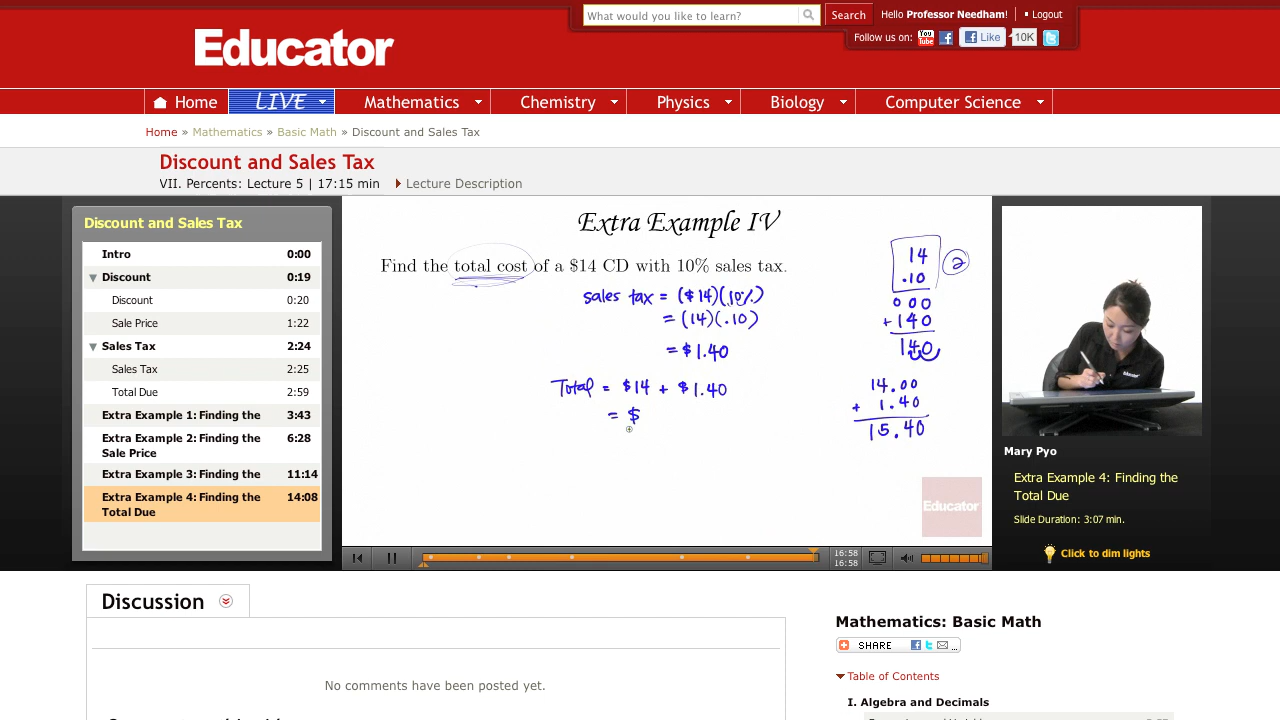 What would you like to learn?
Search
Hello Professor Needham!
Logout
Educator
Follow us on:
You Tube
Like
10K
Home
LIVE
Mathematics
Chemistry
Physics
Biology
Computer Science
Home » Mathematics » Basic Math » Discount and Sales Tax
Discount and Sales Tax
VII. Percents: Lecture 5 | 17:15 min
Lecture Description
Discount and Sales Tax
Intro 0:00
Discount 0:19
Discount 0:20
Sale Price 1:22
Sales Tax 2:24
Sales Tax 2:25
Total Due 2:59
Extra Example 1: Finding the 3:43
Extra Example 2: Finding the 6:28
Sale Price
Extra Example 3: Finding the 11:14
Extra Example 4: Finding the 14:08
Total Due
Extra Example IV
Find the total cost of a $14 CD with 10% sales tax.
sales tax = ($14)(10%)
= (14)(.10)
= $1.40
Total = $14 + $1.40
= $
14
.10
2
000
+140
140
14.00
+ 1.40
15.40
Educator
16:58
16:58
Educator
Mary Pyo
Extra Example 4: Finding the
Total Due
Slide Duration: 3:07 min.
Click to dim lights
Discussion
No comments have been posted yet.
Mathematics: Basic Math
SHARE
...
Table of Contents
I. Algebra and Decimals